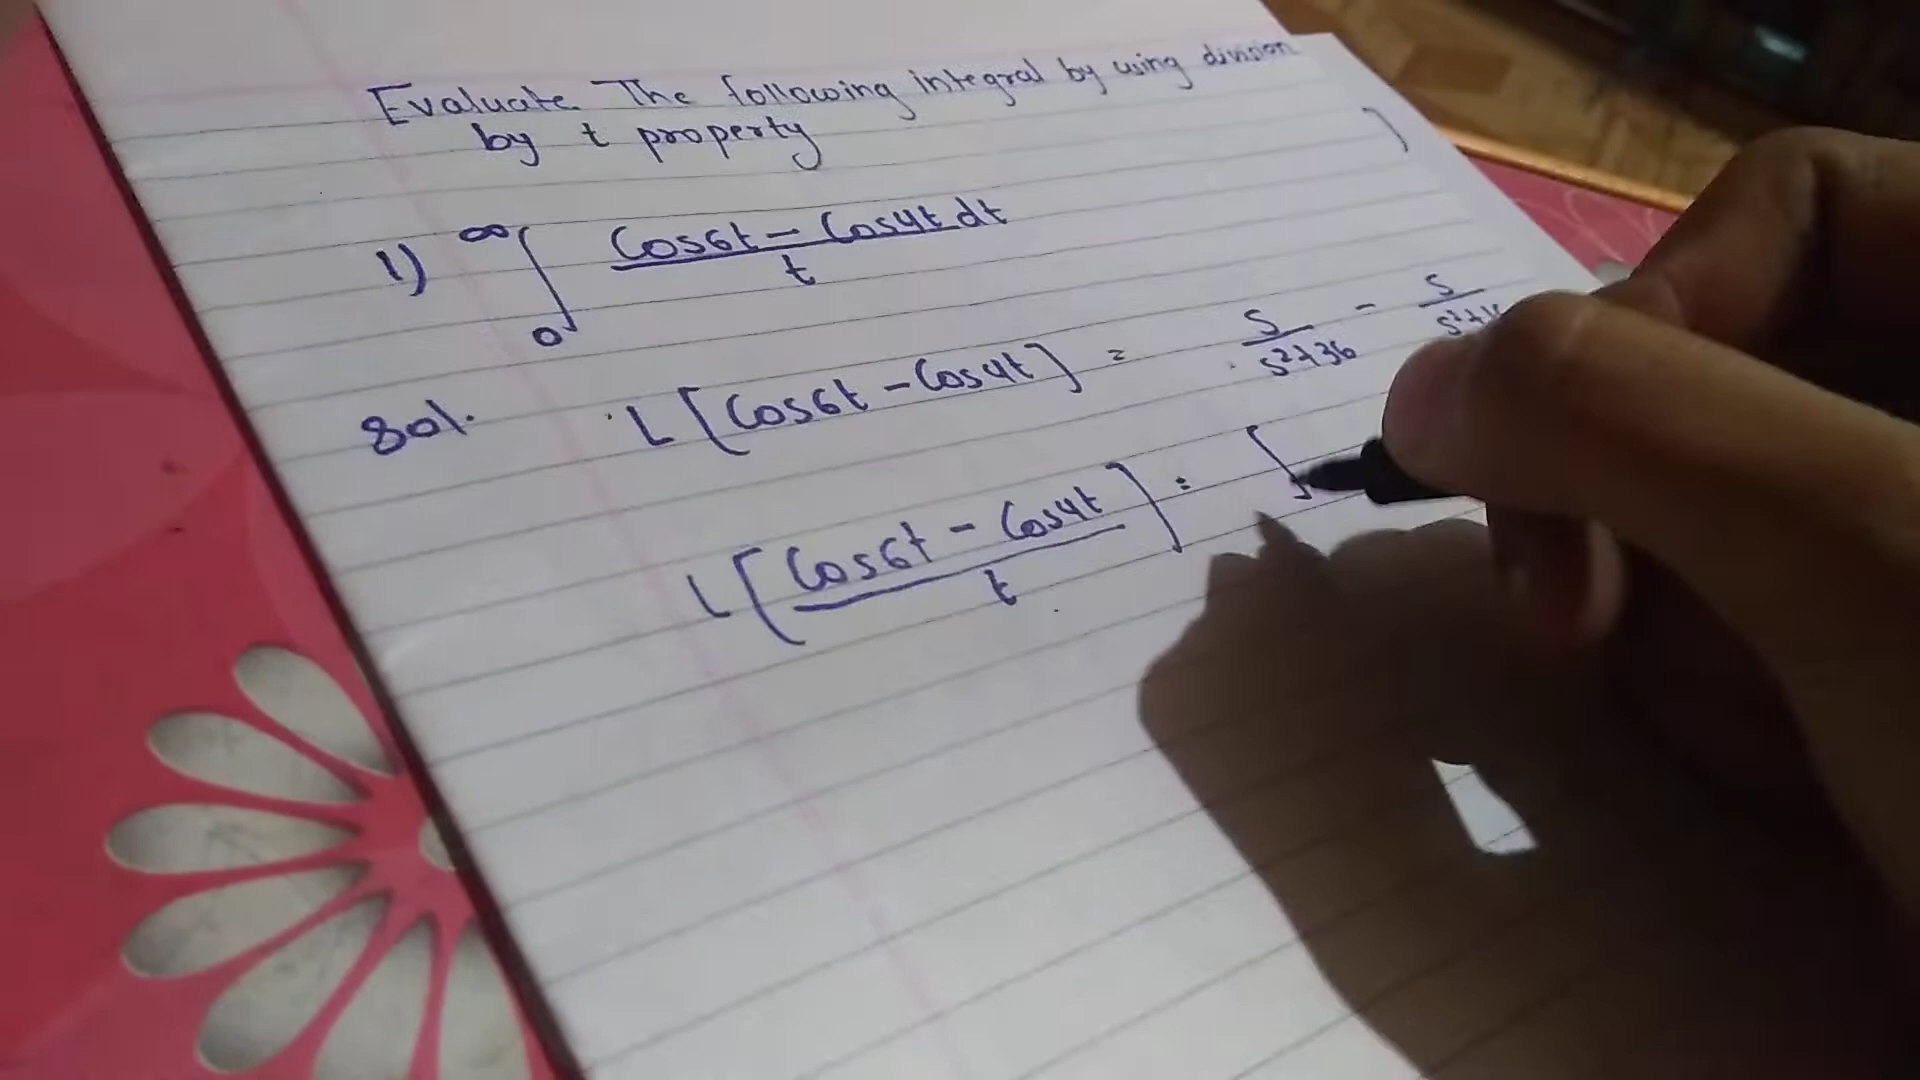 Evaluate The following integral by using division
by t property
1) ∞∫0 Cos6t - Cos4t dt / t
Sol. L[Cos6t - Cos4t] = s/s²+36 - s/s²+
L[Cos6t - Cos4t / t] = ∫